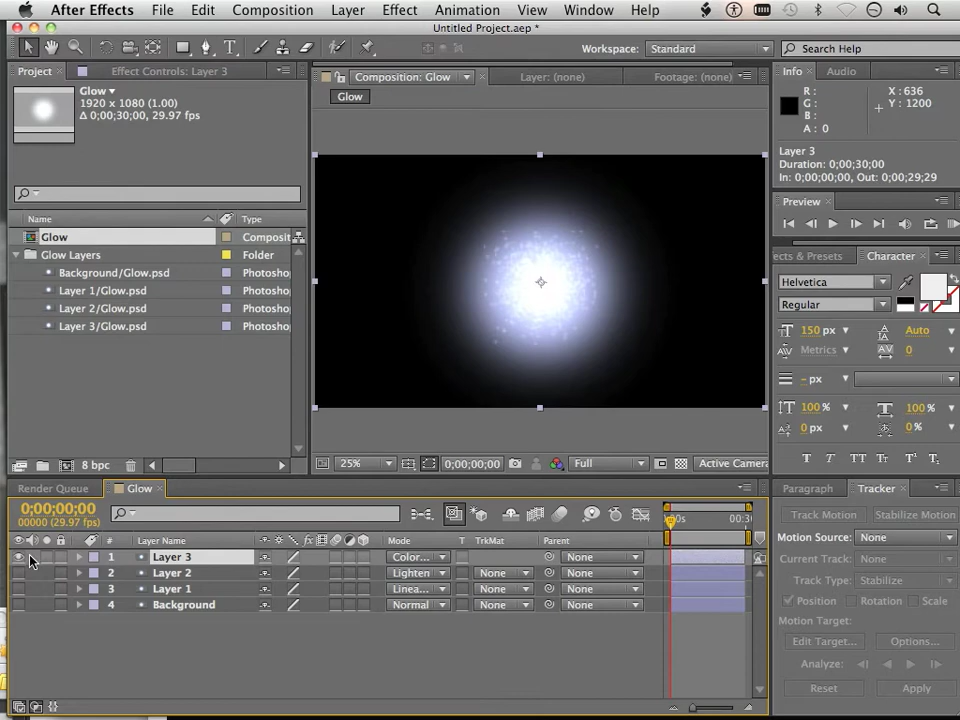 After Effects File Edit Composition Layer Effect Animation View Window Help
Untitled Project.aep *
Workspace: Standard Search Help
Project Effect Controls: Layer 3 Composition: Glow Layer: (none) Footage: (none) Info Audio
Glow
1920 x 1080 (1.00)
Δ 0;00;30;00, 29.97 fps
Glow
R :
G :
B :
A : 0
X : 636
Y : 1200
Layer 3
Duration: 0;00;30;00
In: 0;00;00;00, Out: 0;00;29;29
Preview
Name Type
Glow Composit
Glow Layers Folder
Background/Glow.psd Photosho
Layer 1/Glow.psd Photosho
Layer 2/Glow.psd Photosho
Layer 3/Glow.psd Photosho
ects & Presets Character
Helvetica
Regular
150 px Auto
Metrics 0
- px
100 % 100 %
0 px 0 %
T T TT Tt T¹ T₁
8 bpc 25% 0;00;00;00 Full Active Camera
Render Queue Glow Paragraph Tracker
0;00;00;00
00000 (29.97 fps)
00s 00:30
Track Motion Stabilize Motion
Motion Source: None
Current Track: None
Track Type: Stabilize
Position Rotation Scale
Motion Target:
Edit Target... Options...
Analyze:
Reset Apply
# Layer Name fx Mode T TrkMat Parent
1 Layer 3 Color... None
2 Layer 2 Lighten None None
3 Layer 1 Linea... None None
4 Background Normal None None